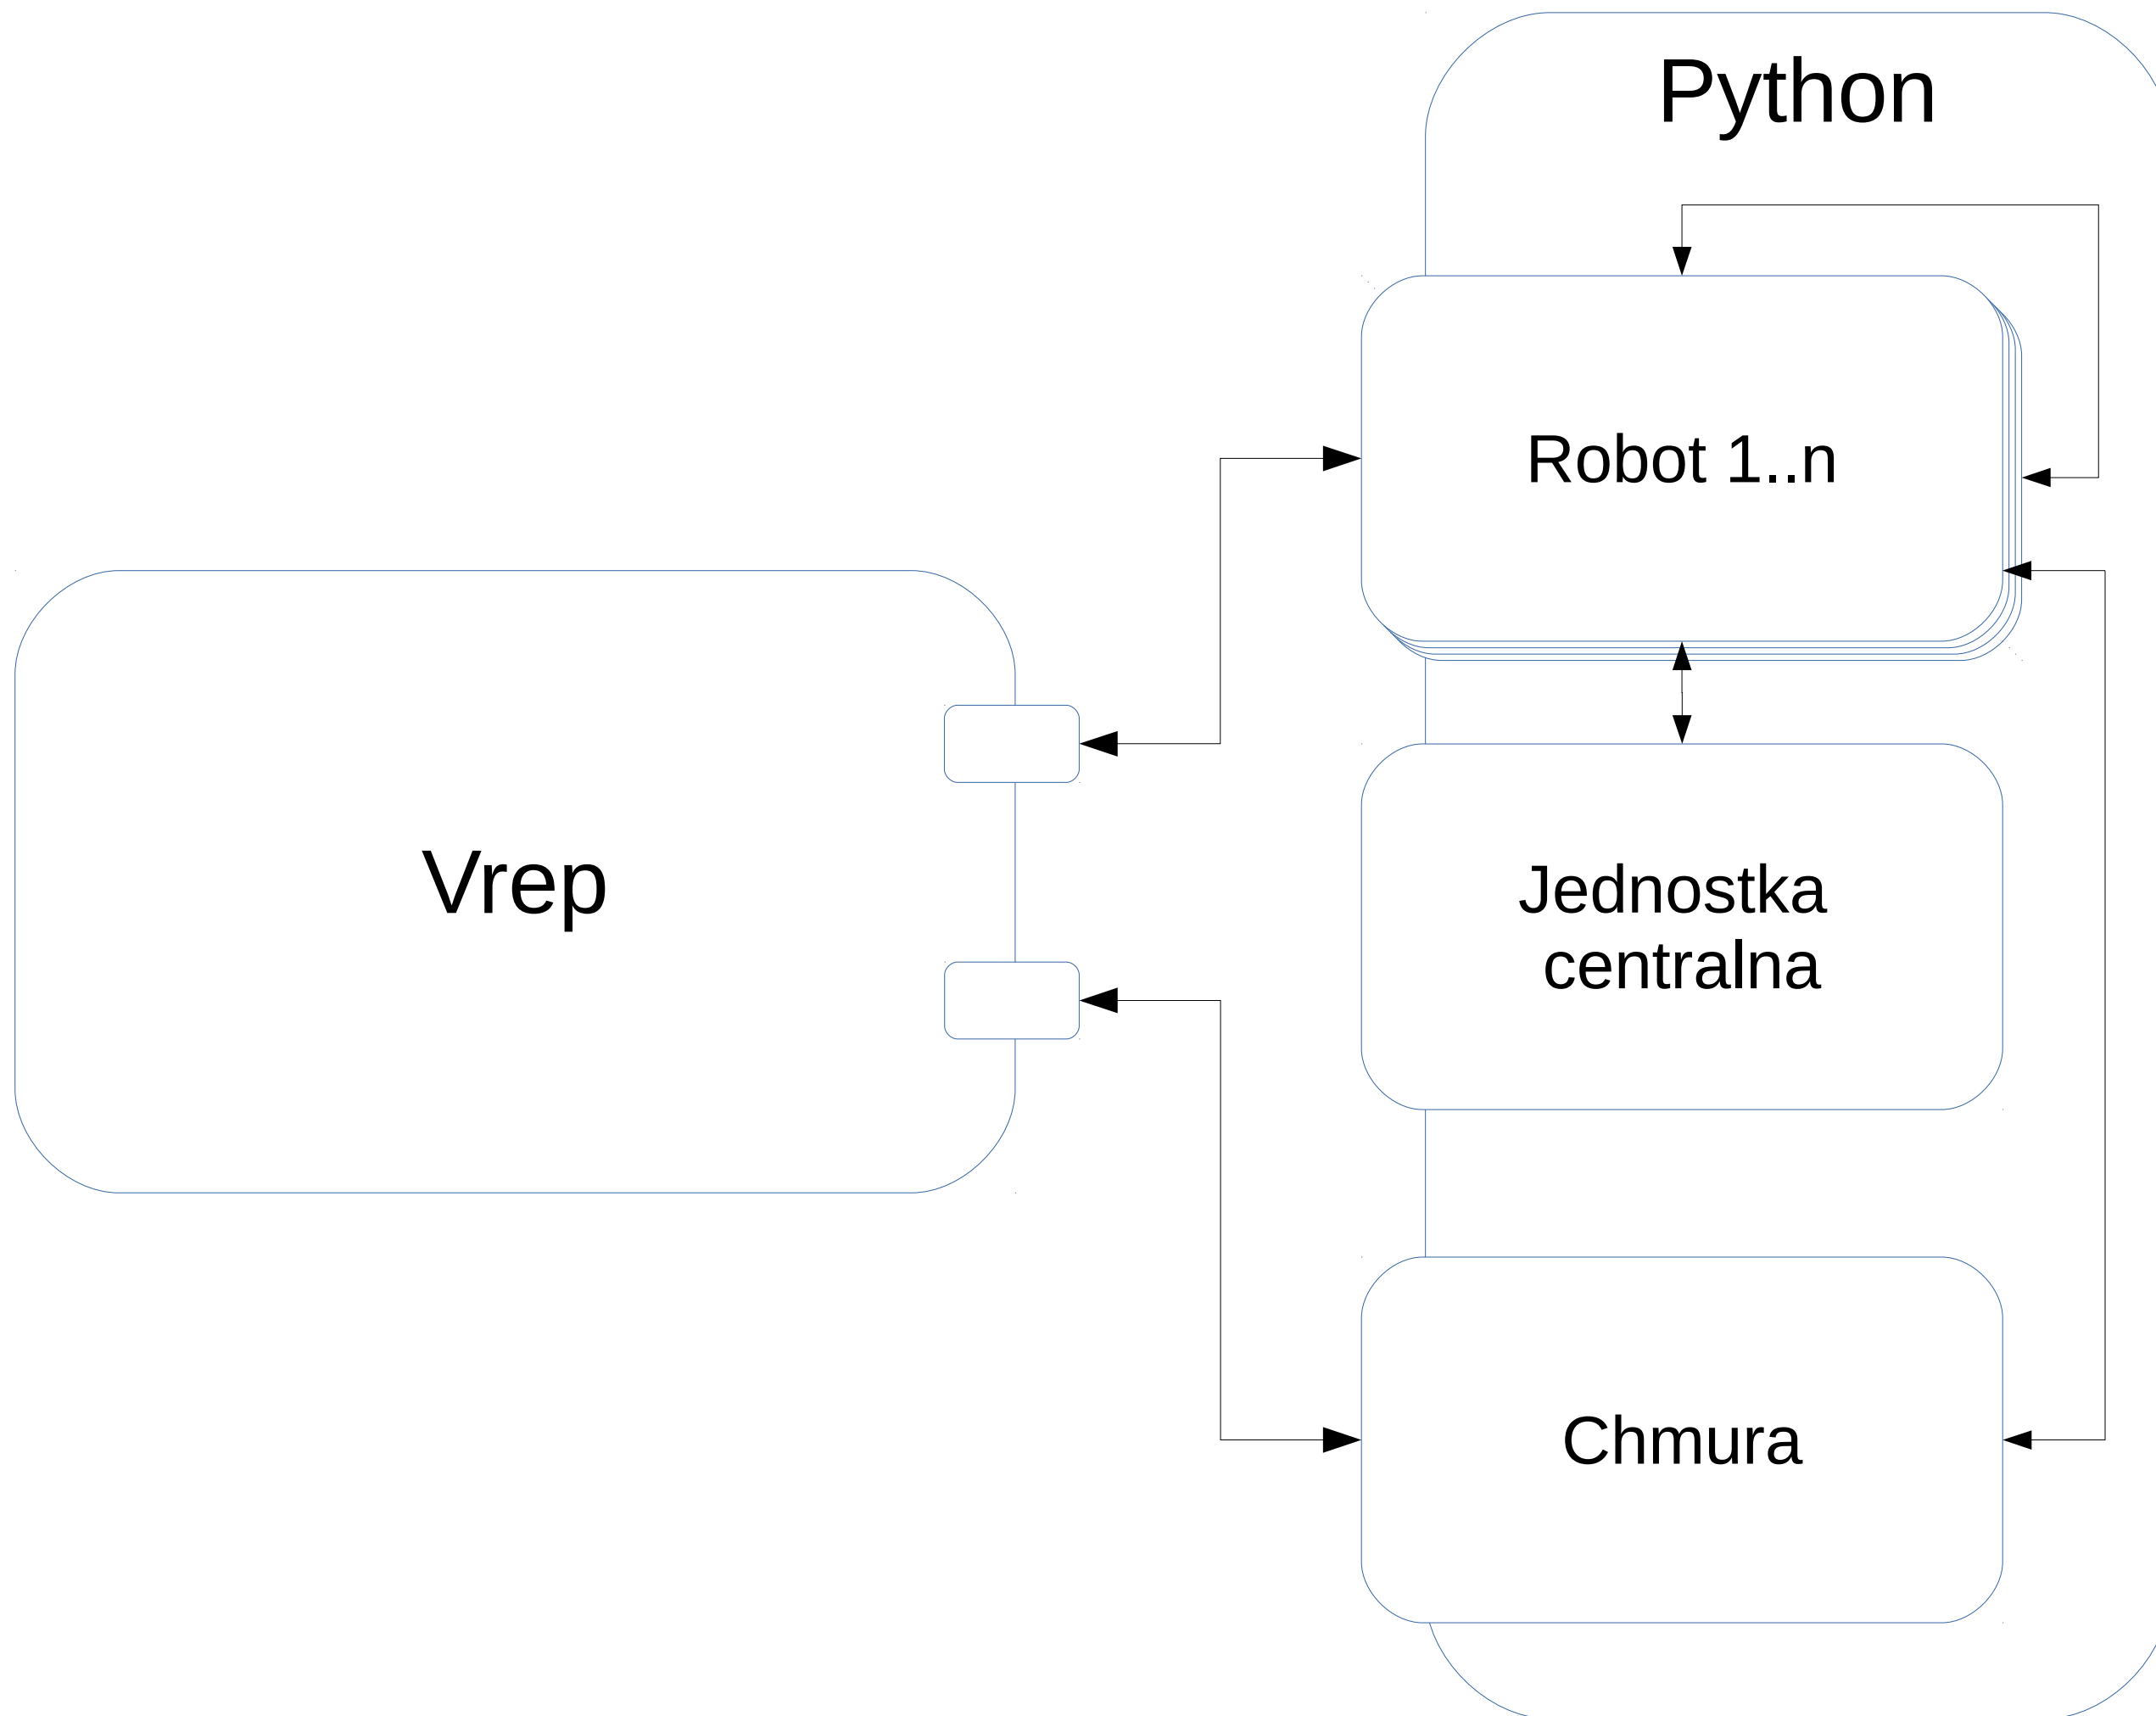 Python
Robot 1..n
Vrep
Jednostka
centralna
Chmura